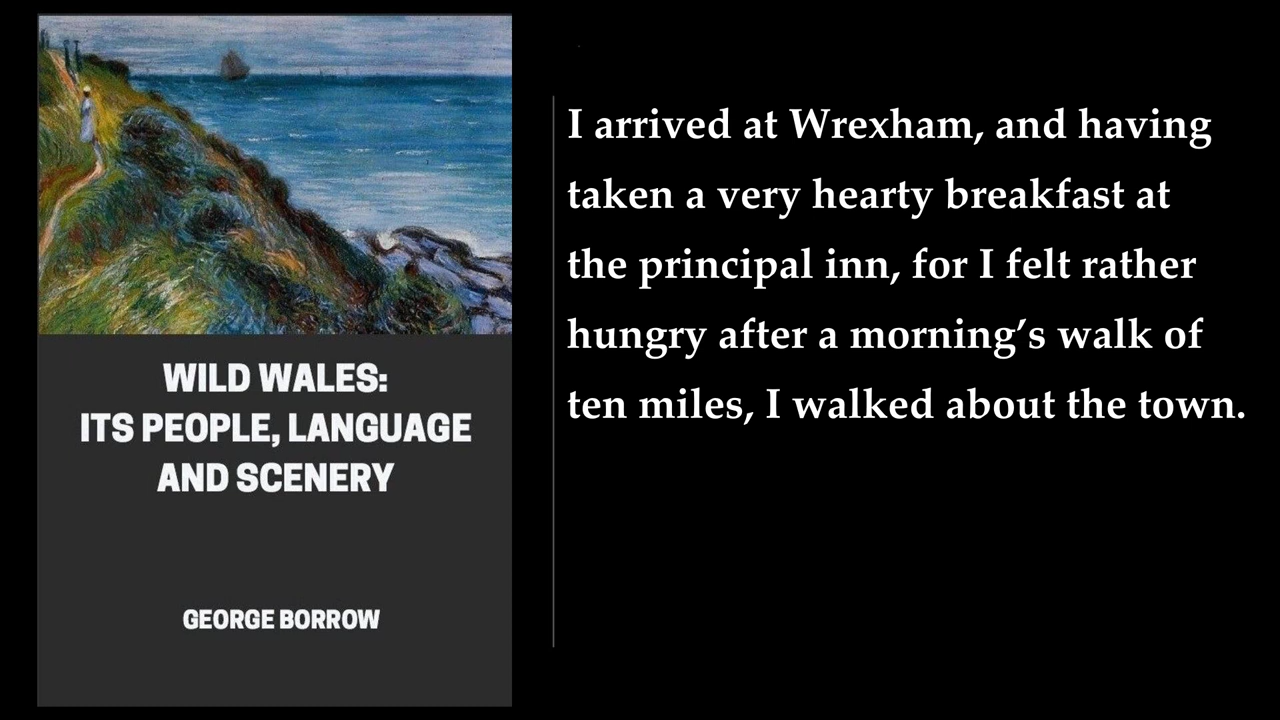 WILD WALES:
ITS PEOPLE, LANGUAGE
AND SCENERY
GEORGE BORROW
I arrived at Wrexham, and having
taken a very hearty breakfast at
the principal inn, for I felt rather
hungry after a morning’s walk of
ten miles, I walked about the town.